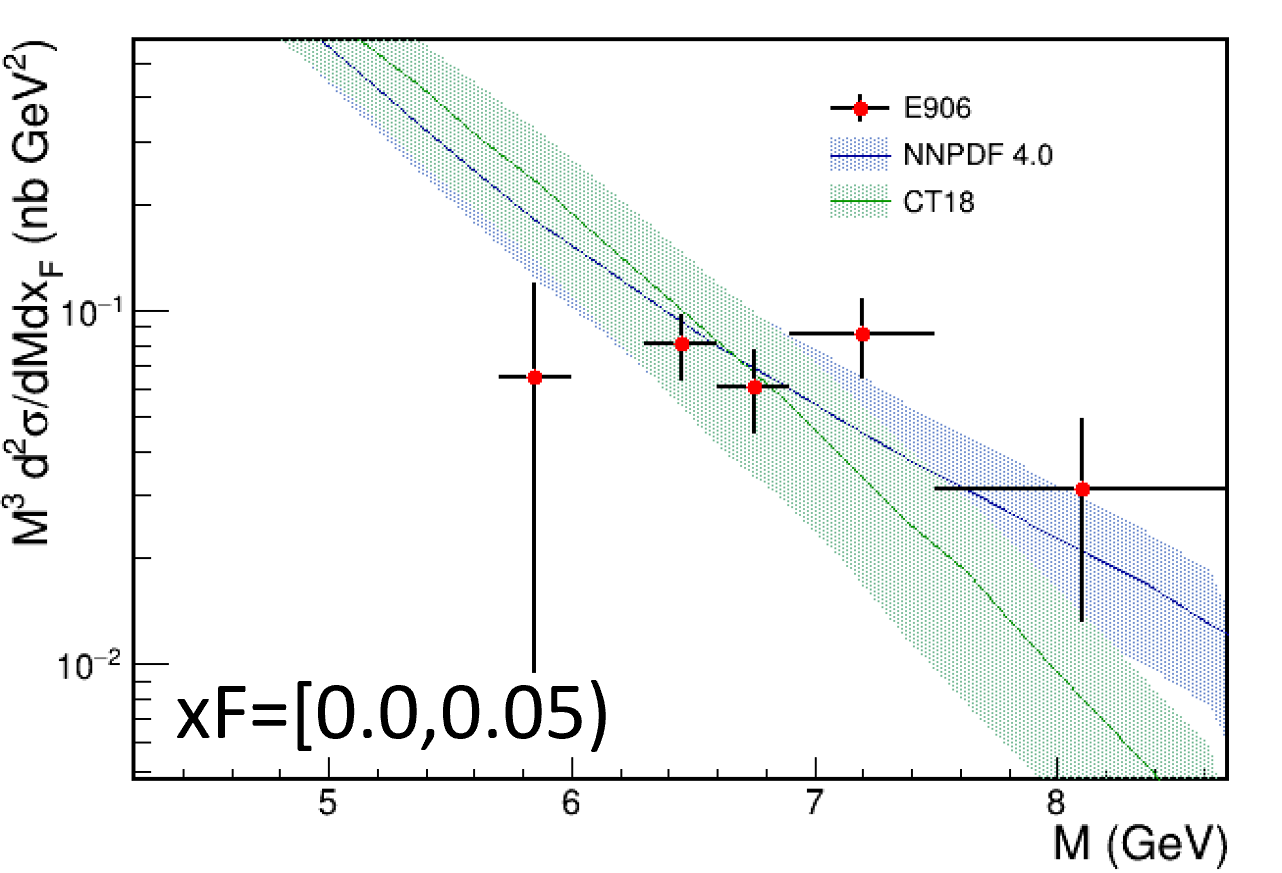 M³ d²σ/dMdx_F (nb GeV²)
E906
NNPDF 4.0
CT18
10⁻¹
10⁻²
xF=[0.0,0.05)
5 6 7 8
M (GeV)